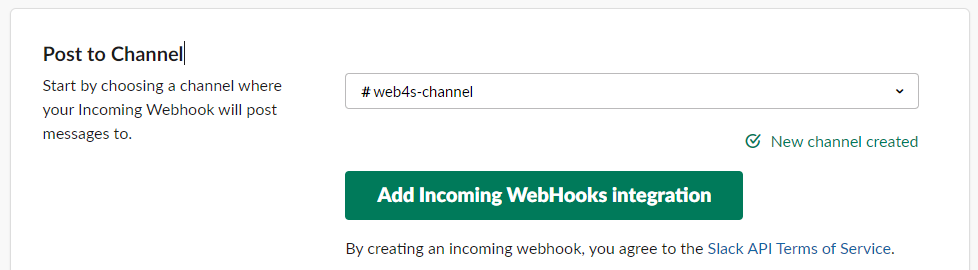 Post to Channel
Start by choosing a channel where
your Incoming Webhook will post
messages to.
# web4s-channel
New channel created
Add Incoming WebHooks integration
By creating an incoming webhook, you agree to the Slack API Terms of Service.